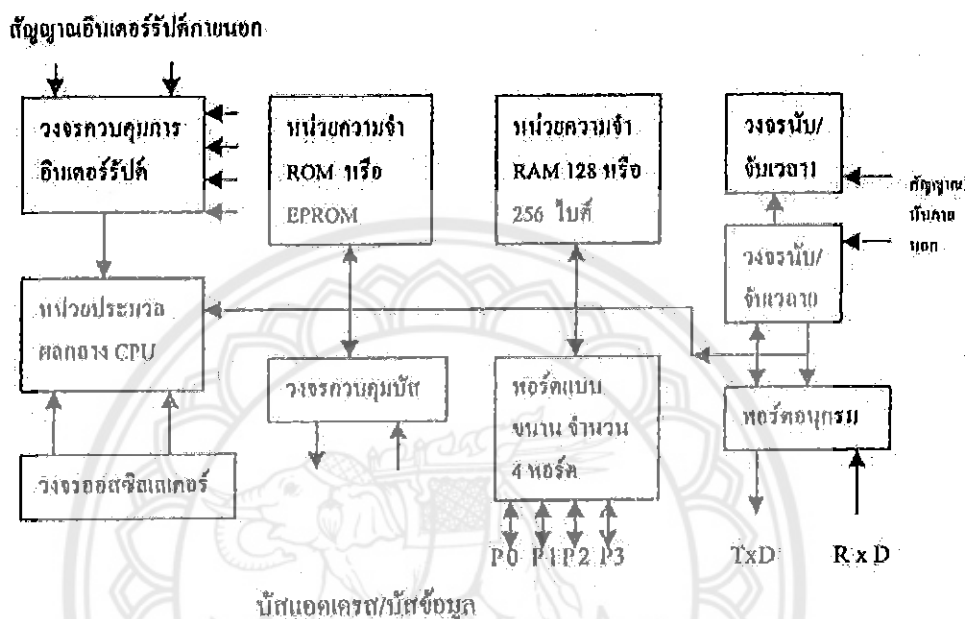 สัญญาณอินเตอร์รัปต์ภายนอก
วงจรควบคุมการ
อินเตอร์รัปต์
หน่วยความจำ
ROM หรือ
EPROM
หน่วยความจำ
RAM 128 หรือ
256 ไบต์
วงจรนับ/
จับเวลา1
สัญญาณ
นับภาย
นอก
วงจรนับ/
จับเวลา0
หน่วยประมวล
ผลกลาง CPU
วงจรควบคุมบัส
พอร์ตแบบ
ขนาน จำนวน
4 พอร์ต
พอร์ตอนุกรม
วงจรออสซิลเลเตอร์
P0 P1 P2 P3
TxD
R x D
บัสแอดเดรส/บัสข้อมูล